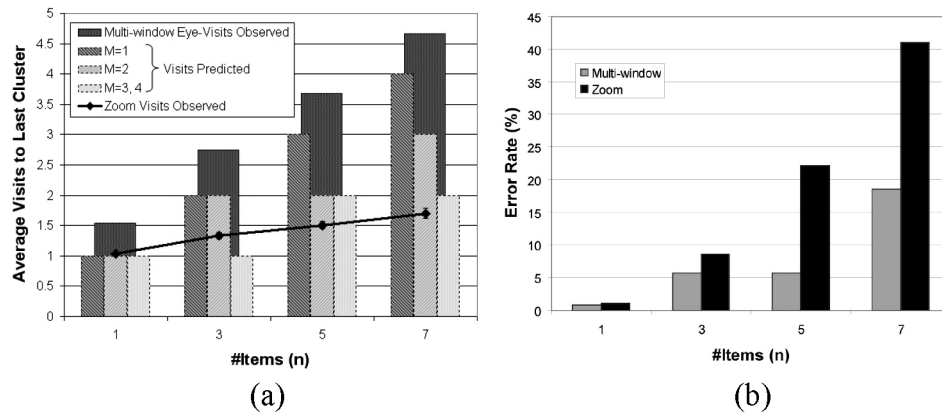 Average Visits to Last Cluster
5
4.5
4
3.5
3
2.5
2
1.5
1
0.5
0
Multi-window Eye-Visits Observed
M=1
M=2
M=3, 4
Visits Predicted
Zoom Visits Observed
1 3 5 7
#Items (n)
(a)
Error Rate (%)
45
40
35
30
25
20
15
10
5
0
Multi-window
Zoom
1 3 5 7
#Items (n)
(b)